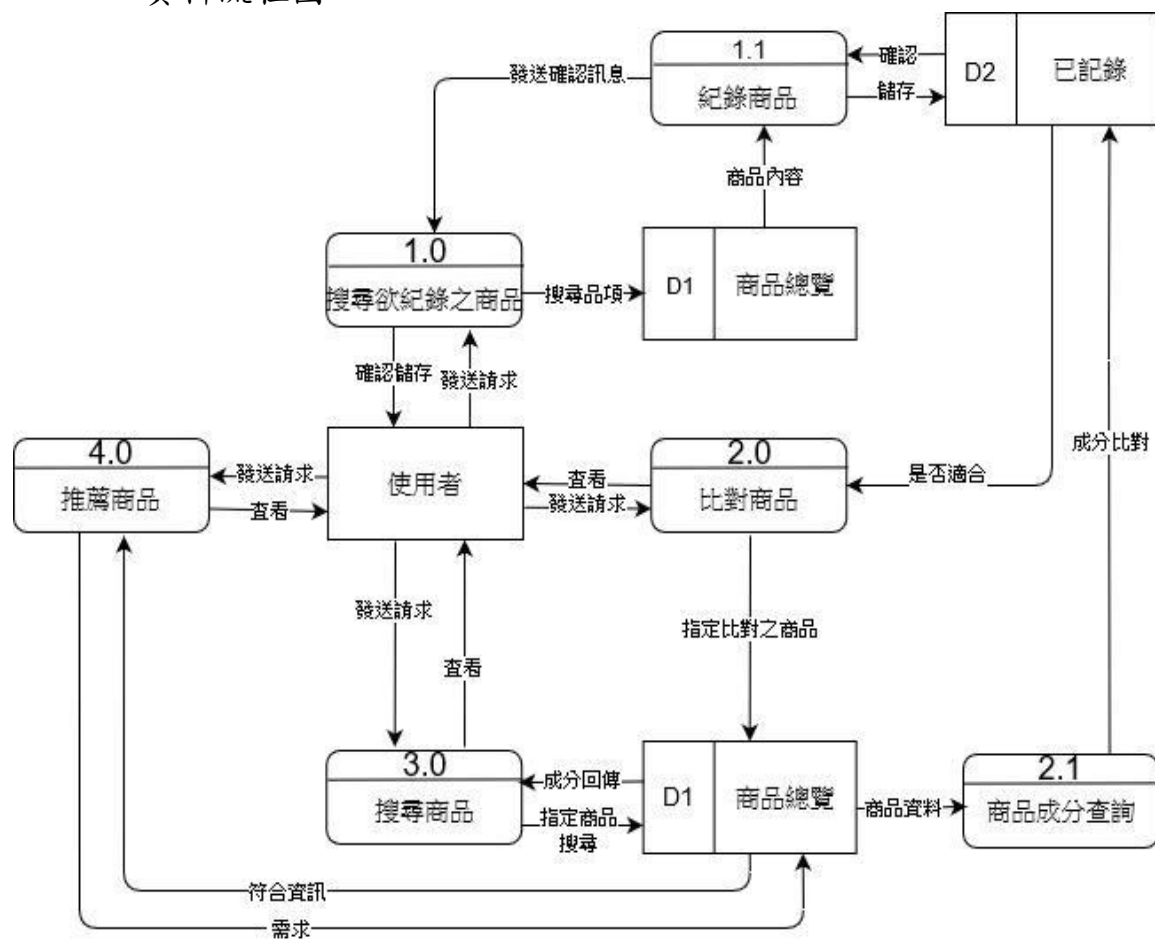 資料流程圖
1.1
紀錄商品
D2
已記錄
確認
儲存
發送確認訊息
商品內容
1.0
搜尋欲紀錄之商品
搜尋品項
D1
商品總覽
確認儲存
發送請求
成分比對
4.0
推薦商品
發送請求
查看
使用者
查看
發送請求
2.0
比對商品
是否適合
發送請求
查看
指定比對之商品
3.0
搜尋商品
成分回傳
指定商品
搜尋
D1
商品總覽
商品資料
2.1
商品成分查詢
符合資訊
需求